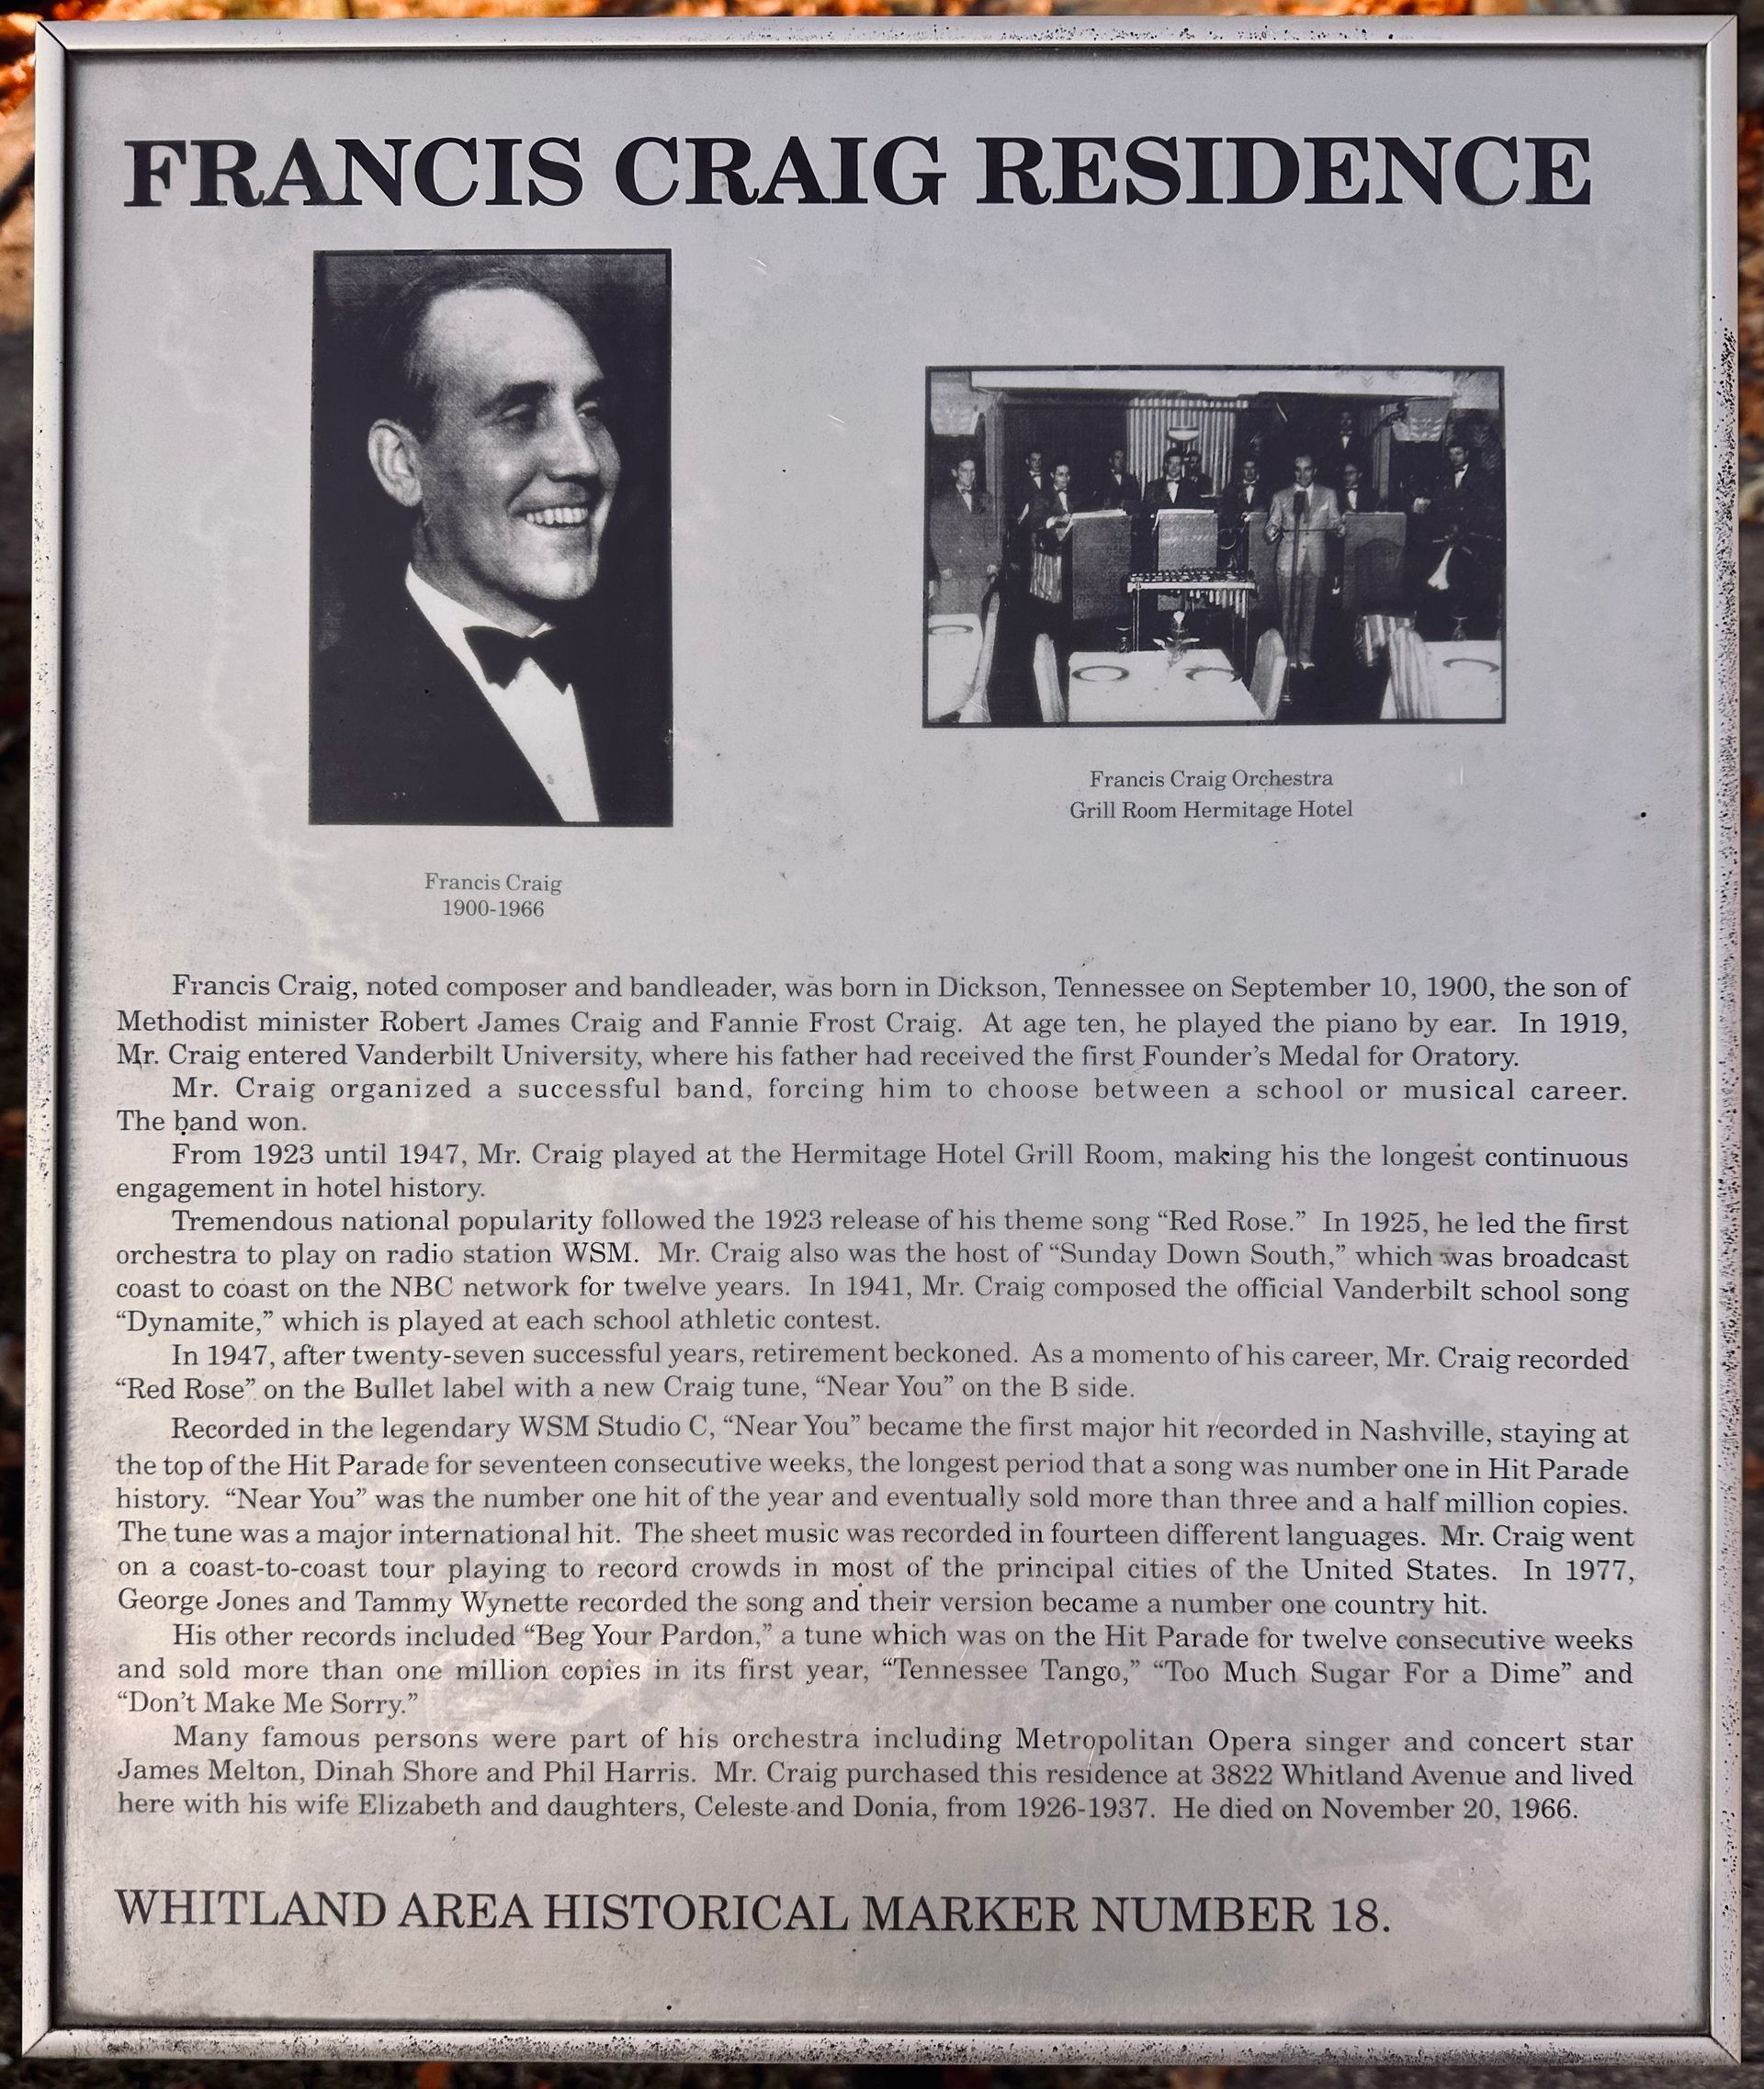 FRANCIS CRAIG RESIDENCE
Francis Craig Orchestra
Grill Room Hermitage Hotel
Francis Craig
1900-1966
Francis Craig, noted composer and bandleader, was born in Dickson, Tennessee on September 10, 1900, the son of
Methodist minister Robert James Craig and Fannie Frost Craig. At age ten, he played the piano by ear. In 1919,
Mr. Craig entered Vanderbilt University, where his father had received the first Founder's Medal for Oratory.
Mr. Craig organized a successful band, forcing him to choose between a school or musical career.
The band won.
From 1923 until 1947, Mr. Craig played at the Hermitage Hotel Grill Room, making his the longest continuous
engagement in hotel history.
Tremendous national popularity followed the 1923 release of his theme song “Red Rose.” In 1925, he led the first
orchestra to play on radio station WSM. Mr. Craig also was the host of “Sunday Down South,” which was broadcast
coast to coast on the NBC network for twelve years. In 1941, Mr. Craig composed the official Vanderbilt school song
“Dynamite,” which is played at each school athletic contest.
In 1947, after twenty-seven successful years, retirement beckoned. As a momento of his career, Mr. Craig recorded
“Red Rose” on the Bullet label with a new Craig tune, “Near You” on the B side.
Recorded in the legendary WSM Studio C, “Near You” became the first major hit recorded in Nashville, staying at
the top of the Hit Parade for seventeen consecutive weeks, the longest period that a song was number one in Hit Parade
history. “Near You” was the number one hit of the year and eventually sold more than three and a half million copies.
The tune was a major international hit. The sheet music was recorded in fourteen different languages. Mr. Craig went
on a coast-to-coast tour playing to record crowds in most of the principal cities of the United States. In 1977,
George Jones and Tammy Wynette recorded the song and their version became a number one country hit.
His other records included “Beg Your Pardon,” a tune which was on the Hit Parade for twelve consecutive weeks
and sold more than one million copies in its first year, “Tennessee Tango,” “Too Much Sugar For a Dime” and
“Don't Make Me Sorry.”
Many famous persons were part of his orchestra including Metropolitan Opera singer and concert star
James Melton, Dinah Shore and Phil Harris. Mr. Craig purchased this residence at 3822 Whitland Avenue and lived
here with his wife Elizabeth and daughters, Celeste and Donia, from 1926-1937. He died on November 20, 1966.
WHITLAND AREA HISTORICAL MARKER NUMBER 18.